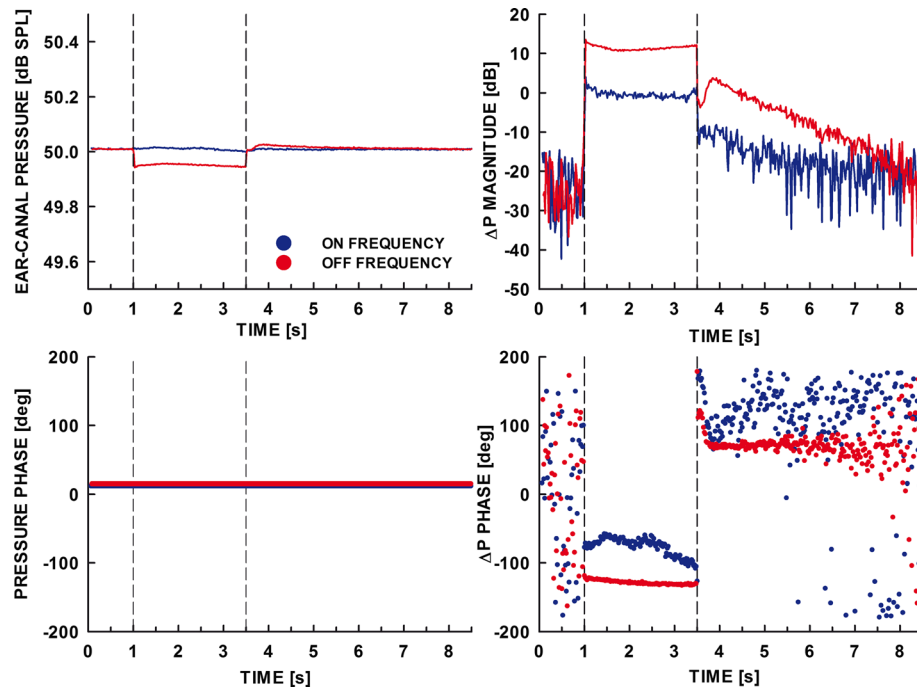 EAR-CANAL PRESSURE [dB SPL]
50.4
50.2
50.0
49.8
49.6
0 1 2 3 4 5 6 7 8
TIME [s]
ON FREQUENCY
OFF FREQUENCY
ΔP MAGNITUDE [dB]
20
10
0
-10
-20
-30
-40
-50
0 1 2 3 4 5 6 7 8
TIME [s]
PRESSURE PHASE [deg]
200
100
0
-100
-200
0 1 2 3 4 5 6 7 8
TIME [s]
ΔP PHASE [deg]
200
100
0
-100
-200
0 1 2 3 4 5 6 7 8
TIME [s]